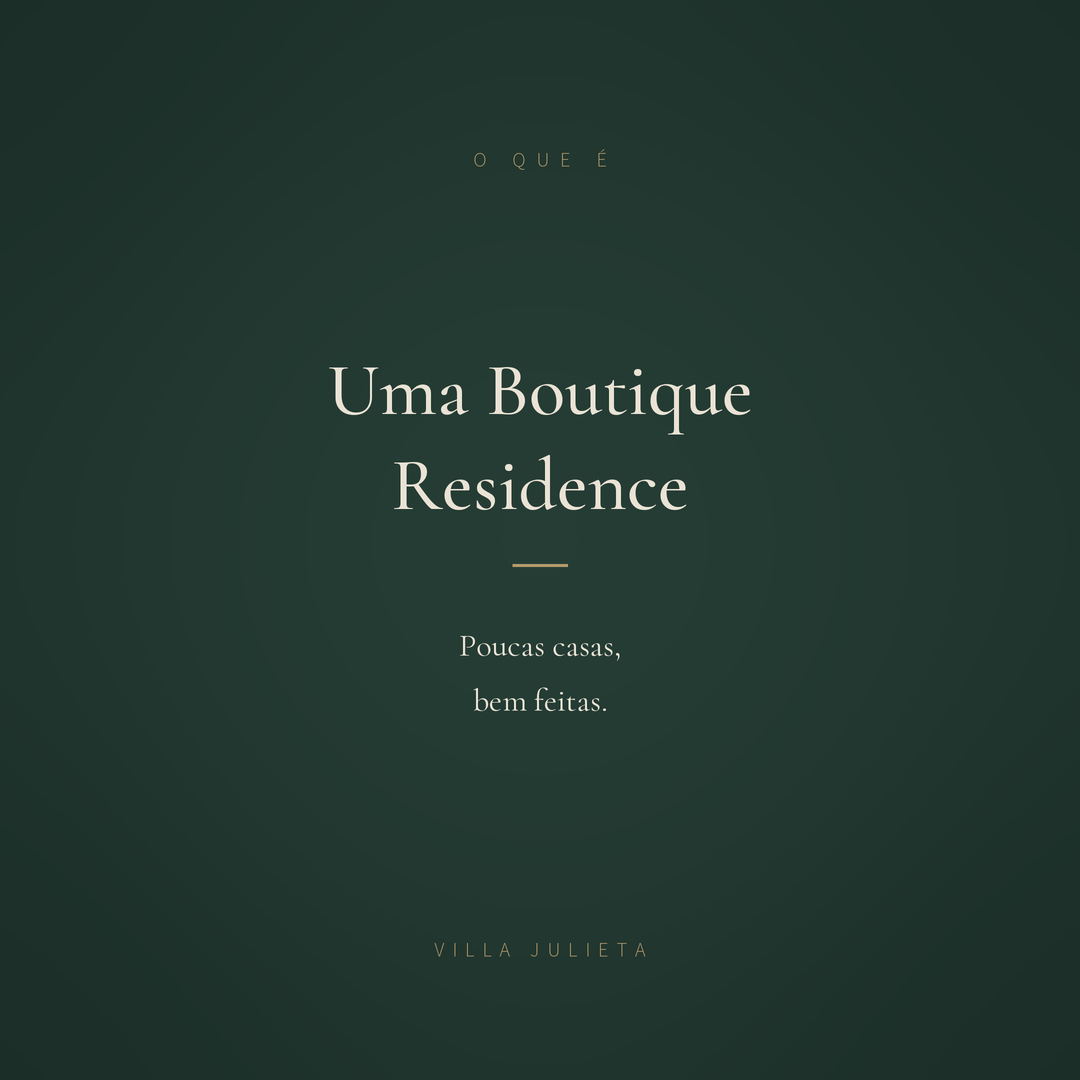 O QUE É
Uma Boutique
Residence
Poucas casas,
bem feitas.
VILLA JULIETA